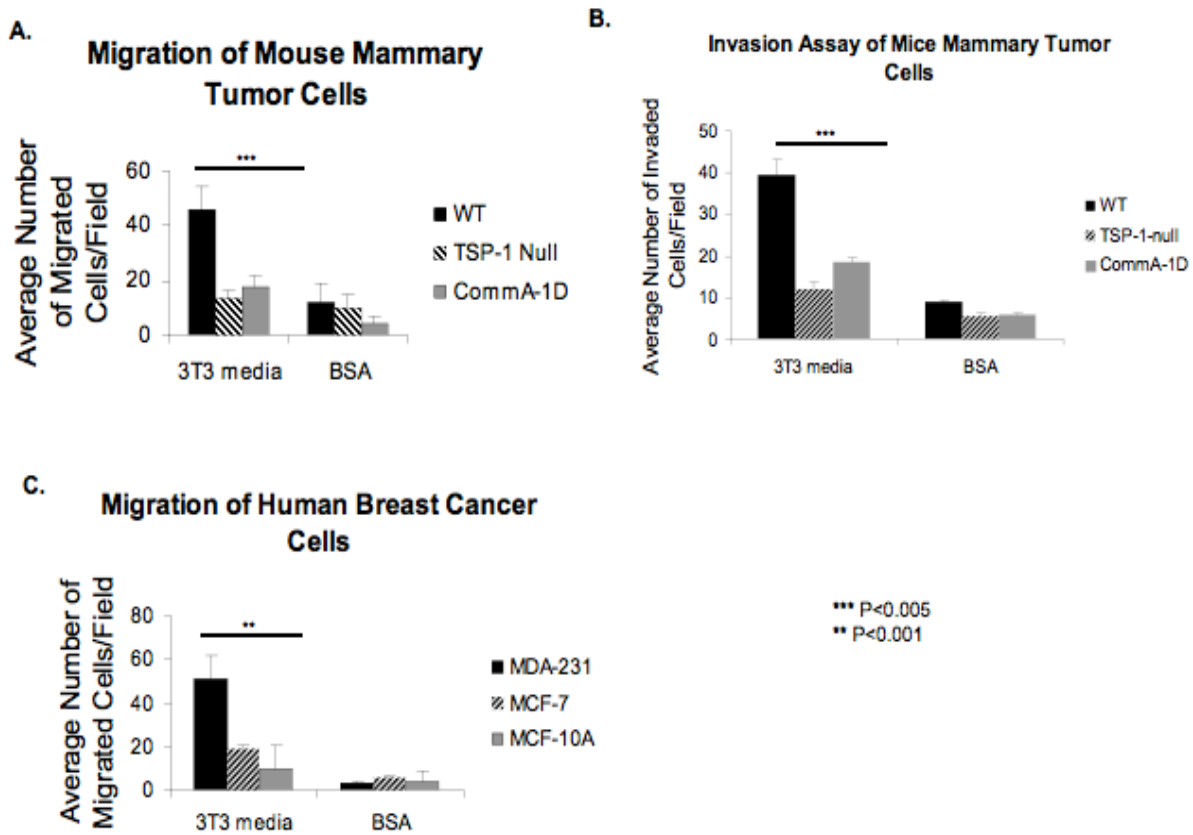 A.
Migration of Mouse Mammary
Tumor Cells
Average Number
of Migrated
Cells/Field
60
40
20
0
***
3T3 media
BSA
WT
TSP-1 Null
CommA-1D
B.
Invasion Assay of Mice Mammary Tumor
Cells
Average Number of Invaded
Cells/Field
50
40
30
20
10
0
***
3T3 media
BSA
WT
TSP-1-null
CommA-1D
C.
Migration of Human Breast Cancer
Cells
Average Number of
Migrated Cells/Field
80
60
40
20
0
**
3T3 media
BSA
MDA-231
MCF-7
MCF-10A
*** P<0.005
** P<0.001